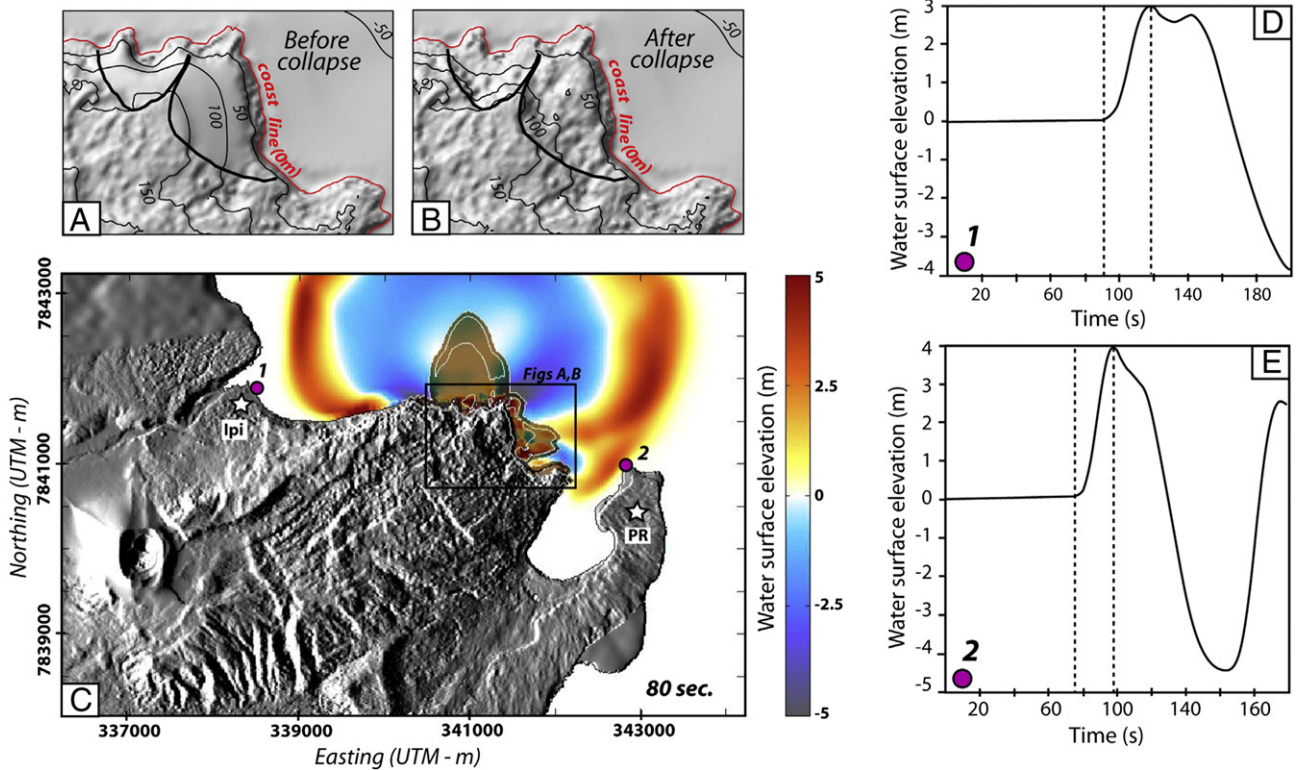 Before
collapse
-50
coast line (0m)
50
100
150
A
After
collapse
-50
coast line (0m)
50
100
150
B
7843000
7841000
7839000
Northing (UTM - m)
1
Ipi
Figs A,B
2
PR
80 sec.
C
337000
339000
341000
343000
Easting (UTM - m)
5
2.5
0
-2.5
-5
Water surface elevation (m)
D
3
2
1
0
-1
-2
-3
-4
Water surface elevation (m)
1
20
60
100
140
180
Time (s)
E
4
3
2
1
0
-1
-2
-3
-4
-5
Water surface elevation (m)
2
20
60
100
140
160
Time (s)